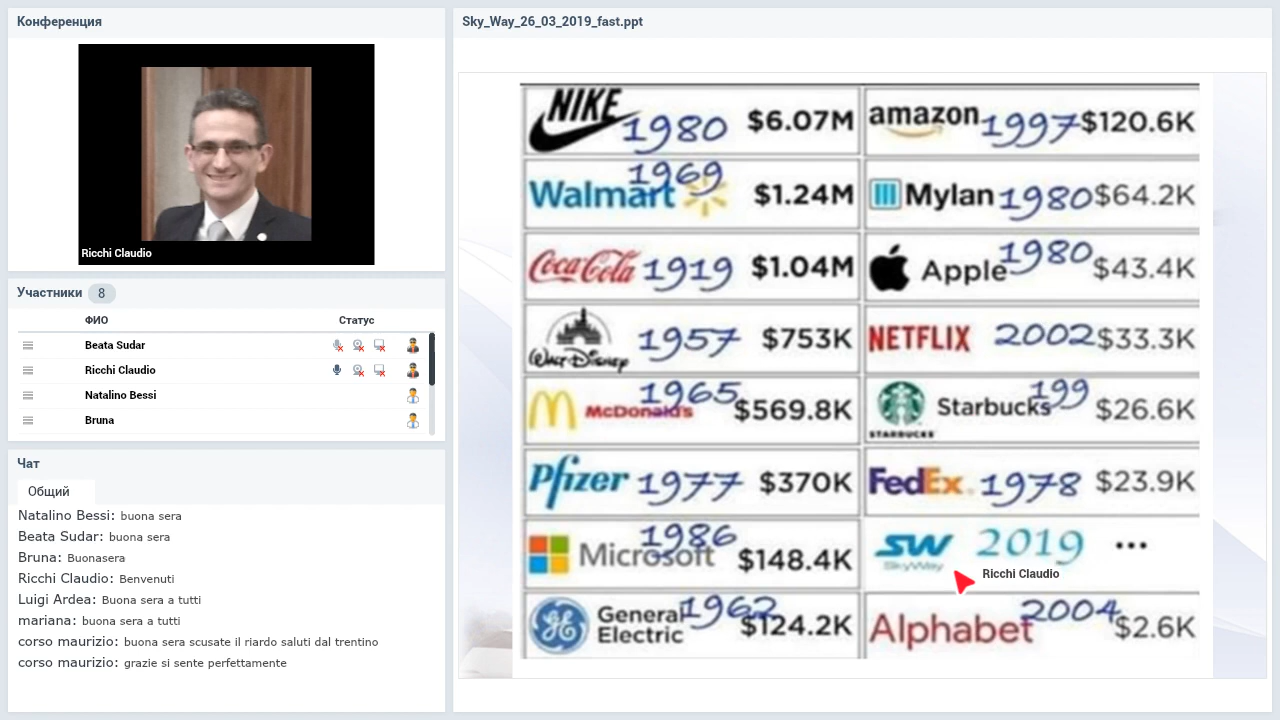 Конференция
Ricchi Claudio
Участники 8
ФИО Статус
Beata Sudar
Ricchi Claudio
Natalino Bessi
Bruna
Чат
Общий
Natalino Bessi: buona sera
Beata Sudar: buona sera
Bruna: Buonasera
Ricchi Claudio: Benvenuti
Luigi Ardea: Buona sera a tutti
mariana: buona sera a tutti
corso maurizio: buona sera scusate il riardo saluti dal trentino
corso maurizio: grazie si sente perfettamente
Sky_Way_26_03_2019_fast.ppt
NIKE 1980 $6.07M
amazon 1997 $120.6K
Walmart 1969 $1.24M
Mylan 1980 $64.2K
Coca Cola 1919 $1.04M
Apple 1980 $43.4K
WALT DISNEY 1957 $753K
NETFLIX 2002 $33.3K
McDonald's 1965 $569.8K
Starbucks 199 $26.6K
STARBUCKS
Pfizer 1977 $370K
FedEx. 1978 $23.9K
Microsoft 1986 $148.4K
SW 2019 ...
SkyWay
Ricchi Claudio
GE General Electric 1962 $124.2K
Alphabet 2004 $2.6K